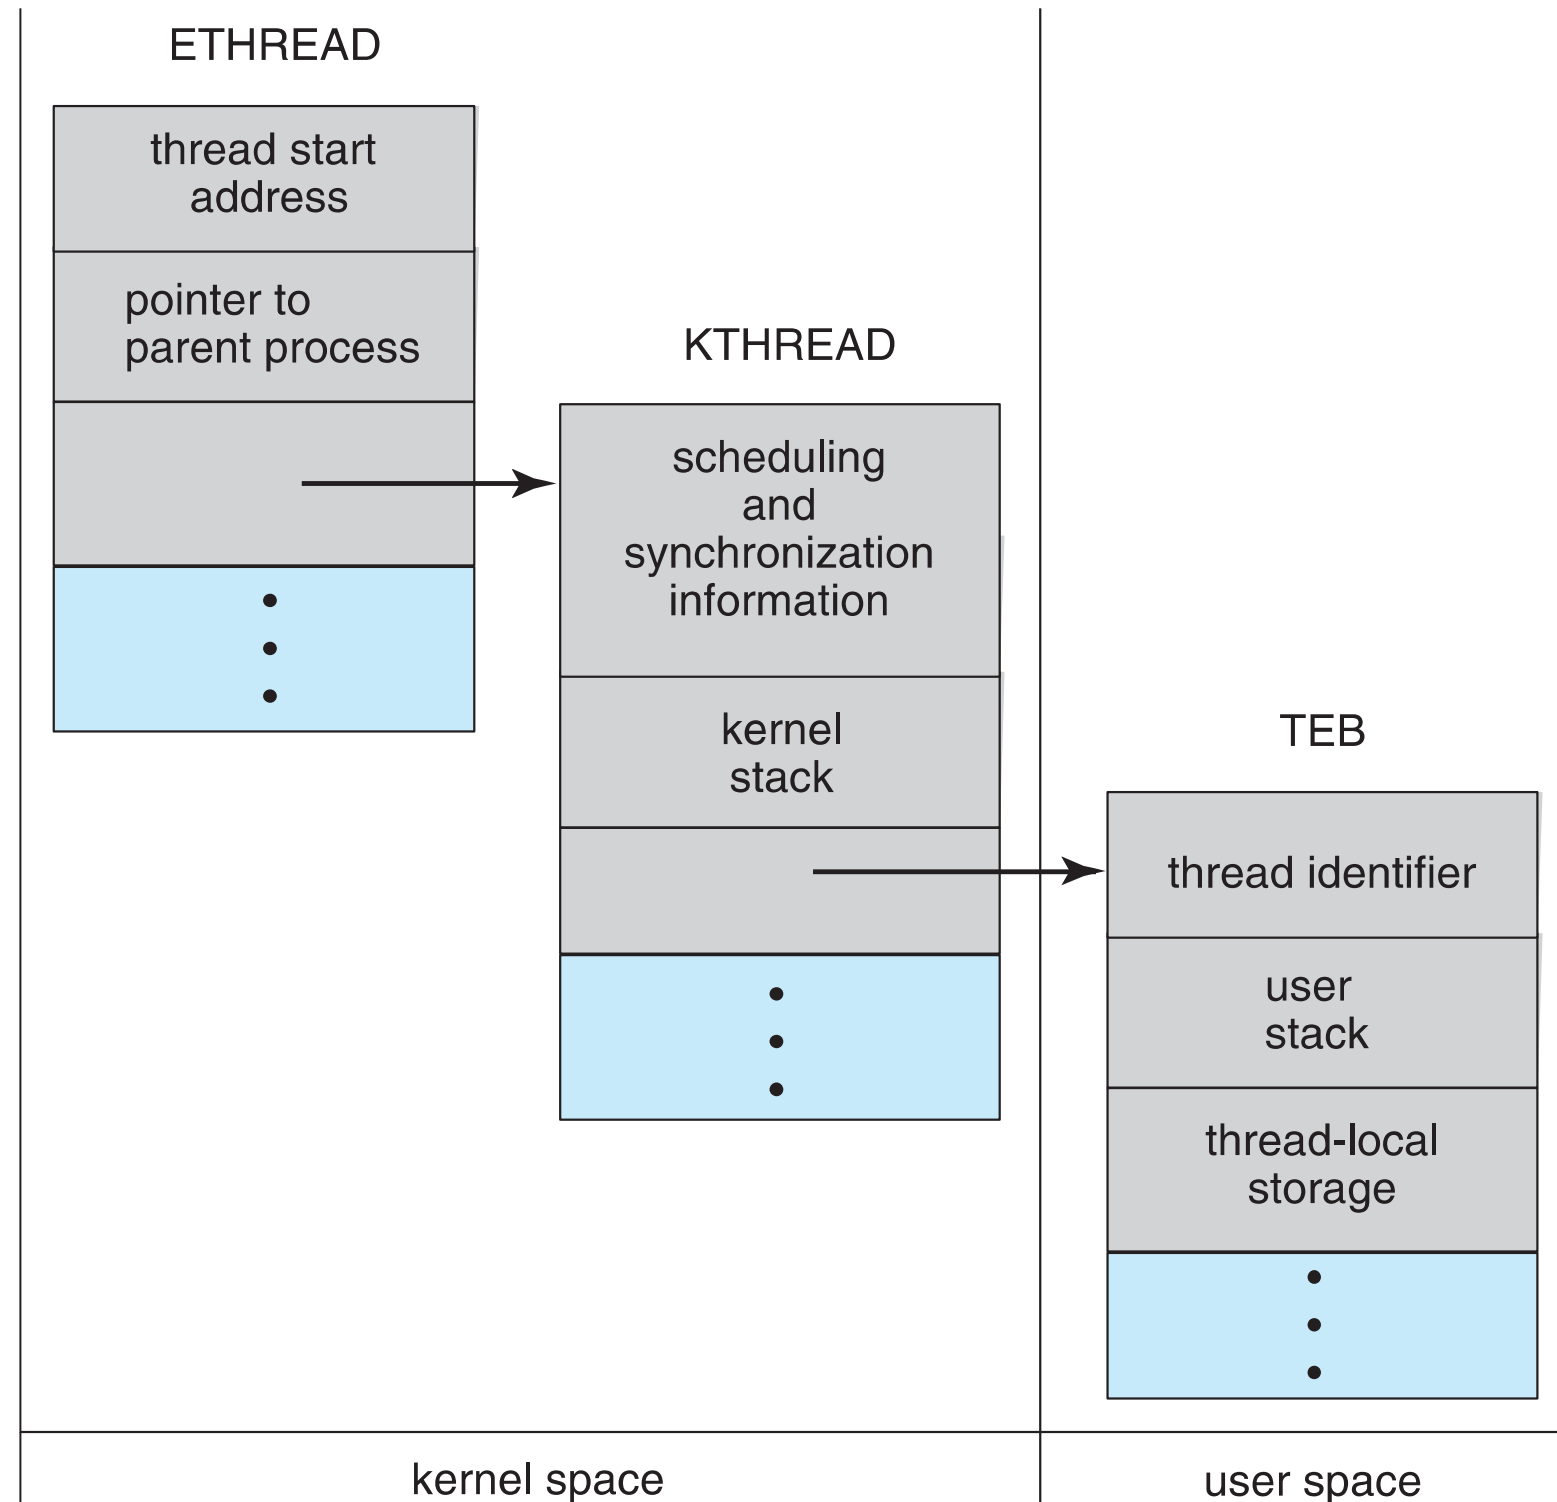 ETHREAD
thread start
address
pointer to
parent process
KTHREAD
scheduling
and
synchronization
information
kernel
stack
TEB
thread identifier
user
stack
thread-local
storage
kernel space
user space